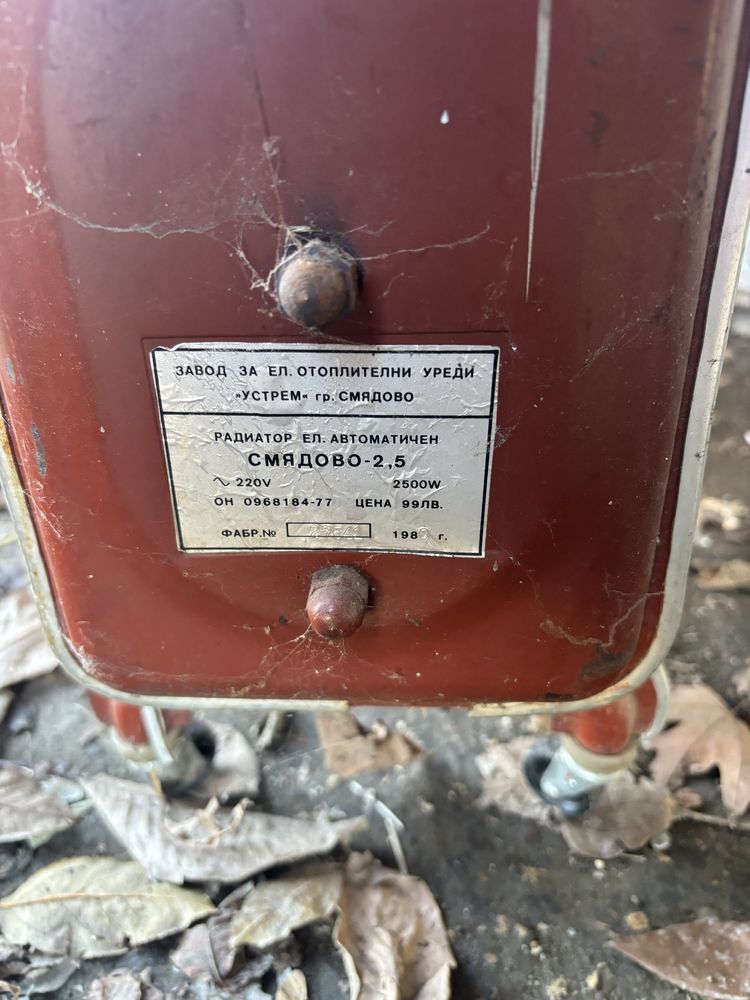 ЗАВОД ЗА ЕЛ. ОТОПЛИТЕЛНИ УРЕДИ
„УСТРЕМ“ гр. СМЯДОВО
РАДИАТОР ЕЛ. АВТОМАТИЧЕН
СМЯДОВО-2,5
∿ 220V 2500W
ОН 0968184-77 ЦЕНА 99ЛВ.
ФАБР.№ 1980 г.